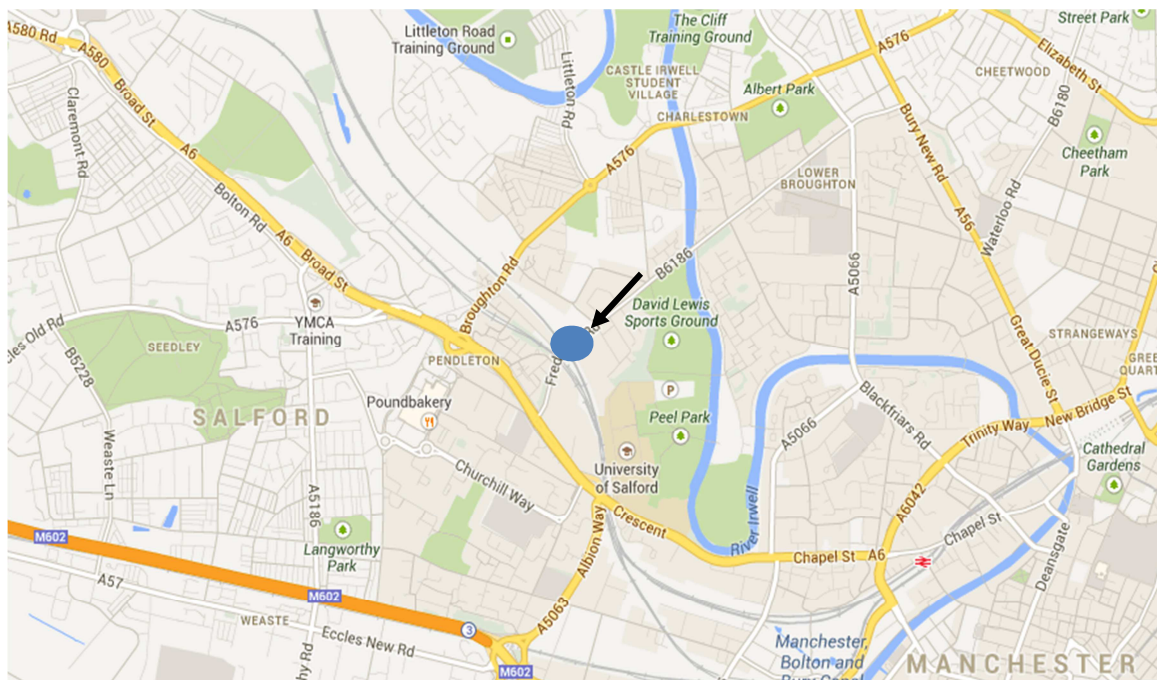 A580 Rd
A580
Littleton Road
Training Ground
The Cliff
Training Ground
Street Park
A576
Elizabeth St
CHEETWOOD
Broad St
Claremont Rd
Littleton Rd
CASTLE IRWELL
STUDENT
VILLAGE
Albert Park
B6180
CHARLESTOWN
Bury New Rd
Cheetham
Park
A6
A576
LOWER
BROUGHTON
Bolton Rd
A56
Waterloo Rd
A6
Broad St
Broughton Rd
B6186
A5066
David Lewis
Sports Ground
YMCA
Training
A576
Old Rd
SEEDLEY
B5228
PENDLETON
Great Ducie St
STRANGEWAYS
Poundbakery
P
Blackfriars Rd
New Bridge St
SALFORD
Peel Park
A5066
Trinity Way
Weaste Ln
Churchill Way
University
of Salford
Cathedral
Gardens
A5186
A6042
Crescent
River Irwell
Chapel St
M602
Langworthy
Park
Albion Way
Chapel St
A6
Deansgate
A57
M602
WEASTE
Eccles New Rd
3
A5063
M602
Manchester,
Bolton and
MANCHESTER